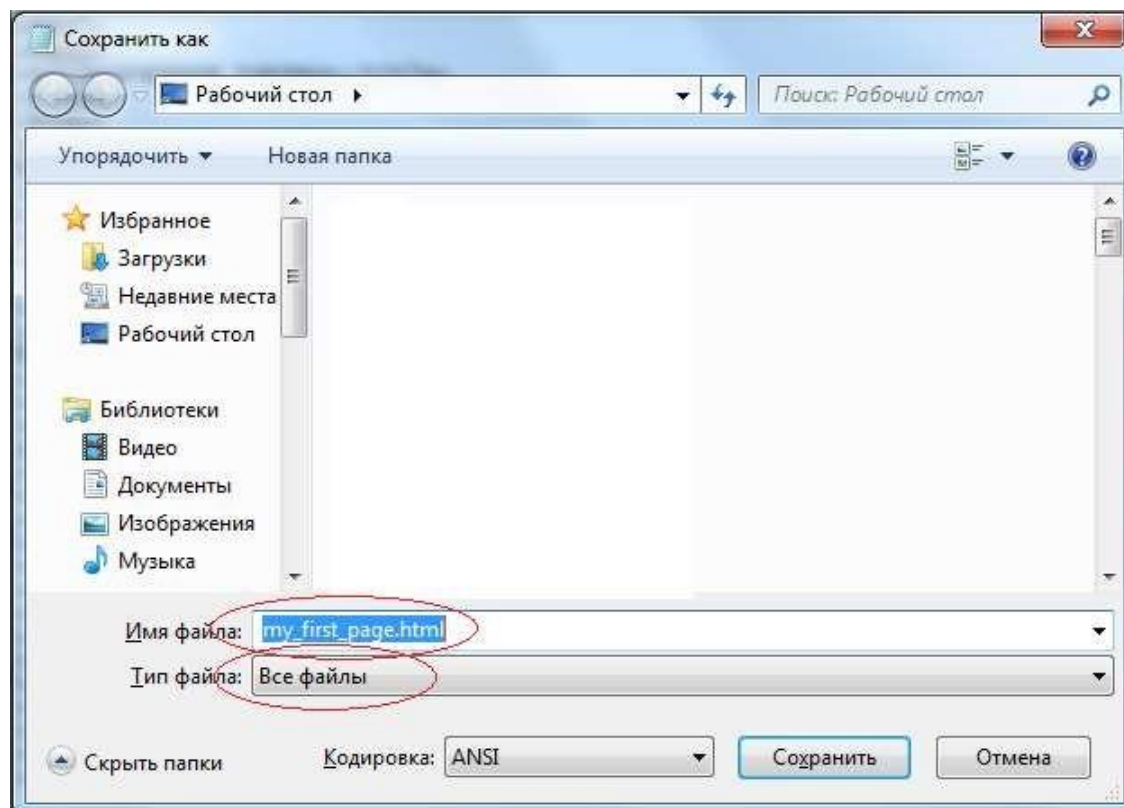 Сохранить как
Рабочий стол
Поиск: Рабочий стол
Упорядочить Новая папка
Избранное
Загрузки
Недавние места
Рабочий стол
Библиотеки
Видео
Документы
Изображения
Музыка
Имя файла: my_first_page.html
Тип файла: Все файлы
Скрыть папки Кодировка: ANSI Сохранить Отмена